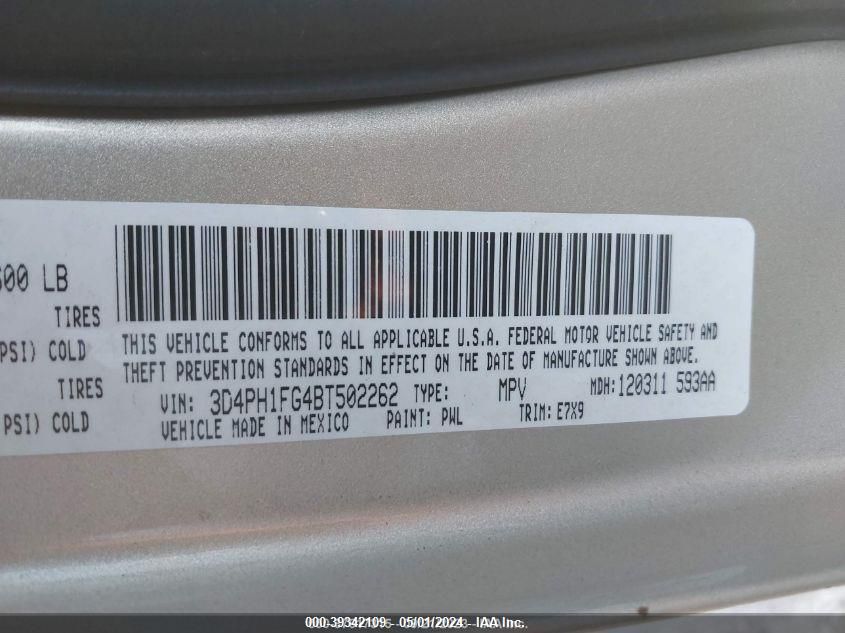 600 LB
TIRES
PSI) COLD
TIRES
PSI) COLD
THIS VEHICLE CONFORMS TO ALL APPLICABLE U.S.A. FEDERAL MOTOR VEHICLE SAFETY AND
THEFT PREVENTION STANDARDS IN EFFECT ON THE DATE OF MANUFACTURE SHOWN ABOVE.
VIN: 3D4PH1FG4BT502262 TYPE: MPV MDH:120311 593AA
VEHICLE MADE IN MEXICO PAINT: PWL TRIM: E7X9
000-39342109 - 05/01/2024 - IAA Inc.